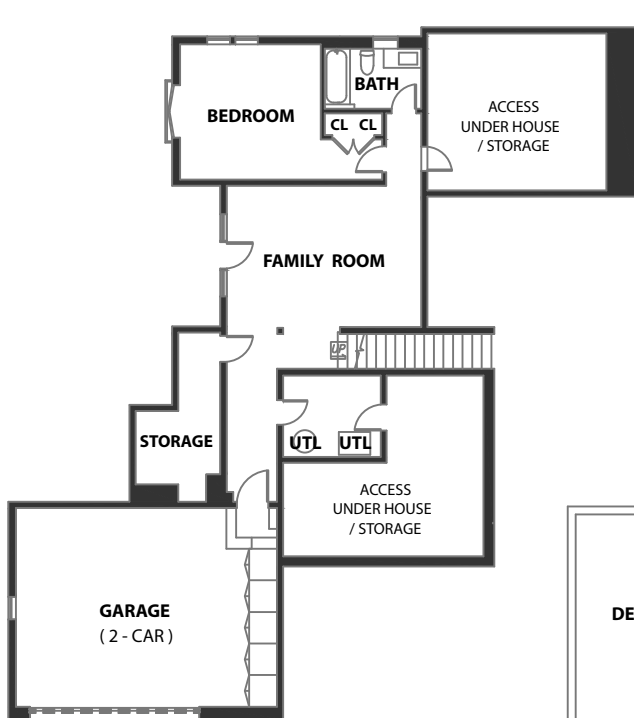 BATH
BEDROOM
CL CL
ACCESS
UNDER HOUSE
/ STORAGE
FAMILY ROOM
UP
STORAGE
UTL UTL
ACCESS
UNDER HOUSE
/ STORAGE
GARAGE
( 2 - CAR )
DE